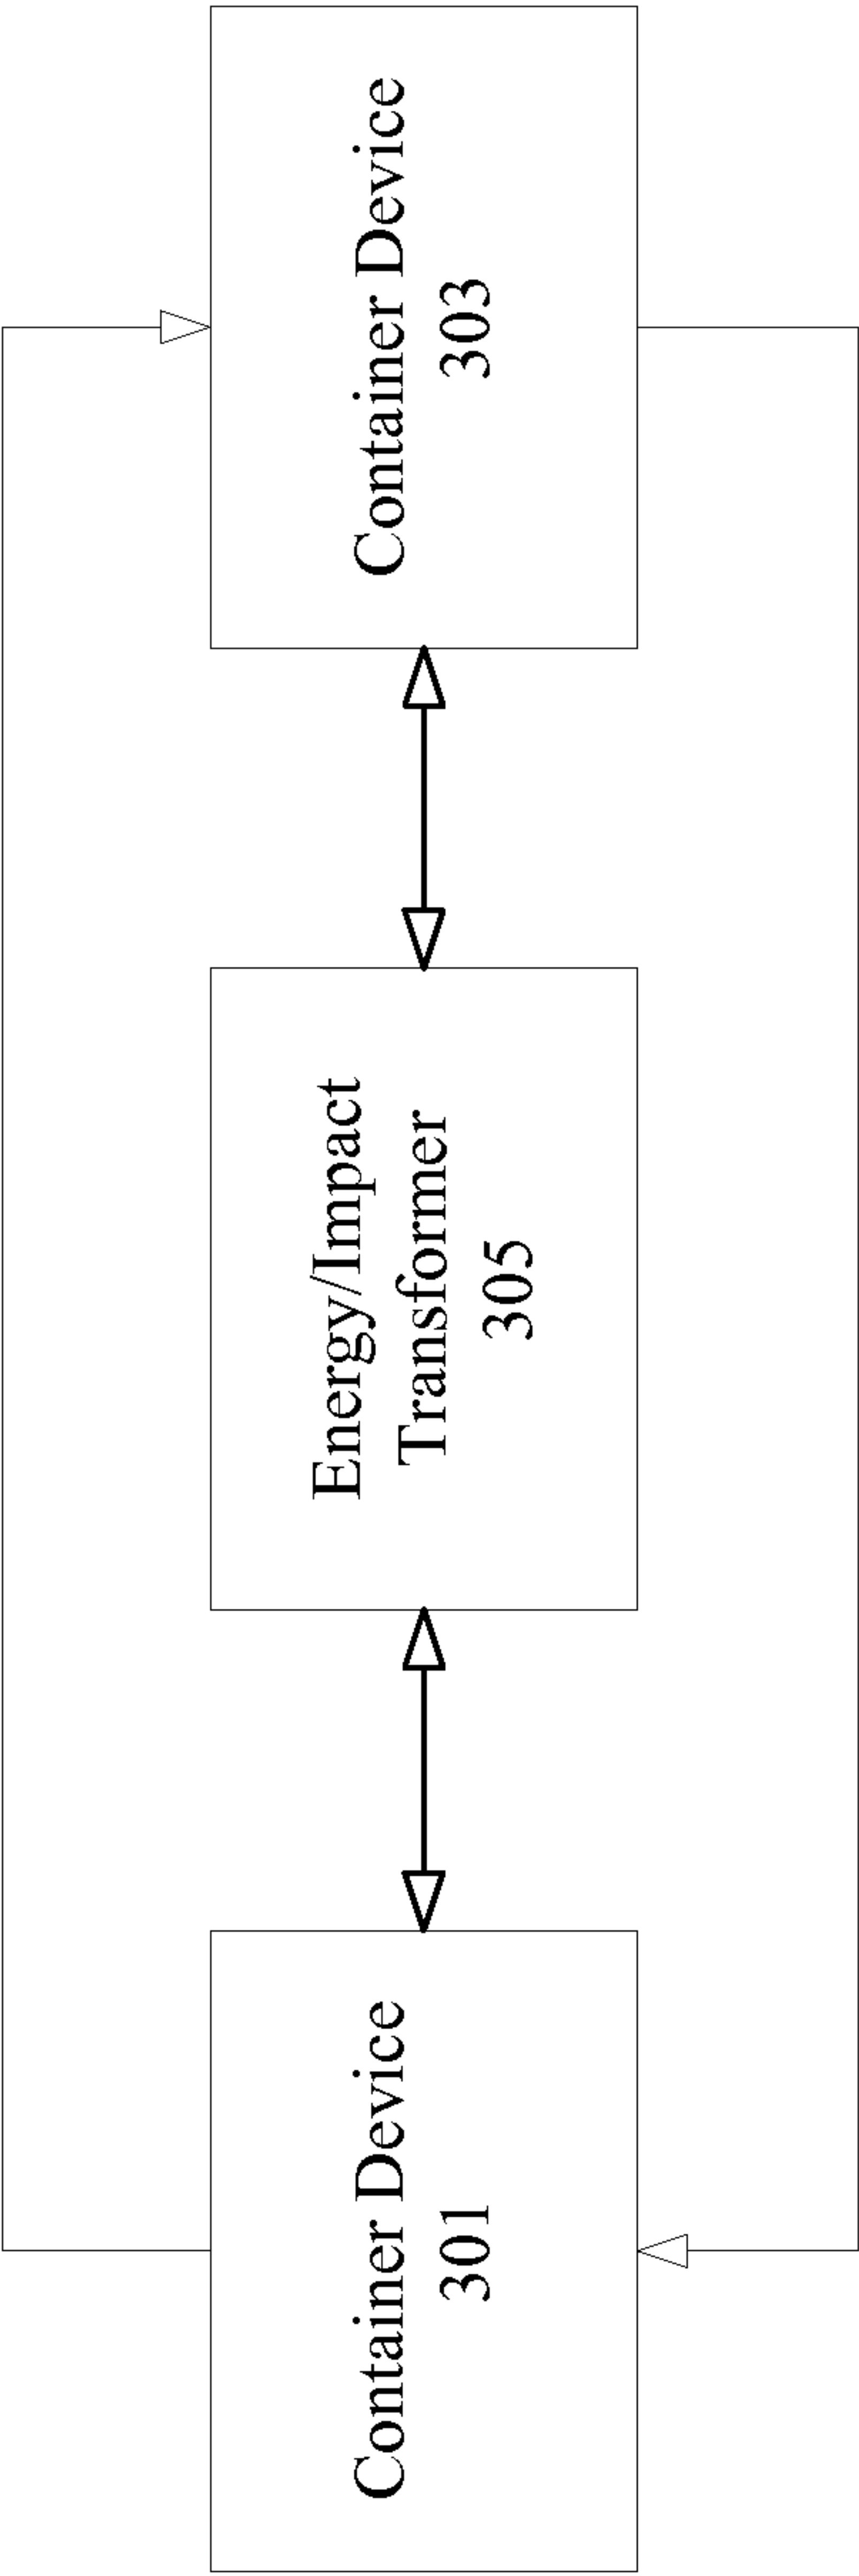 Container Device
301
Energy/Impact
Transformer
305
Container Device
303